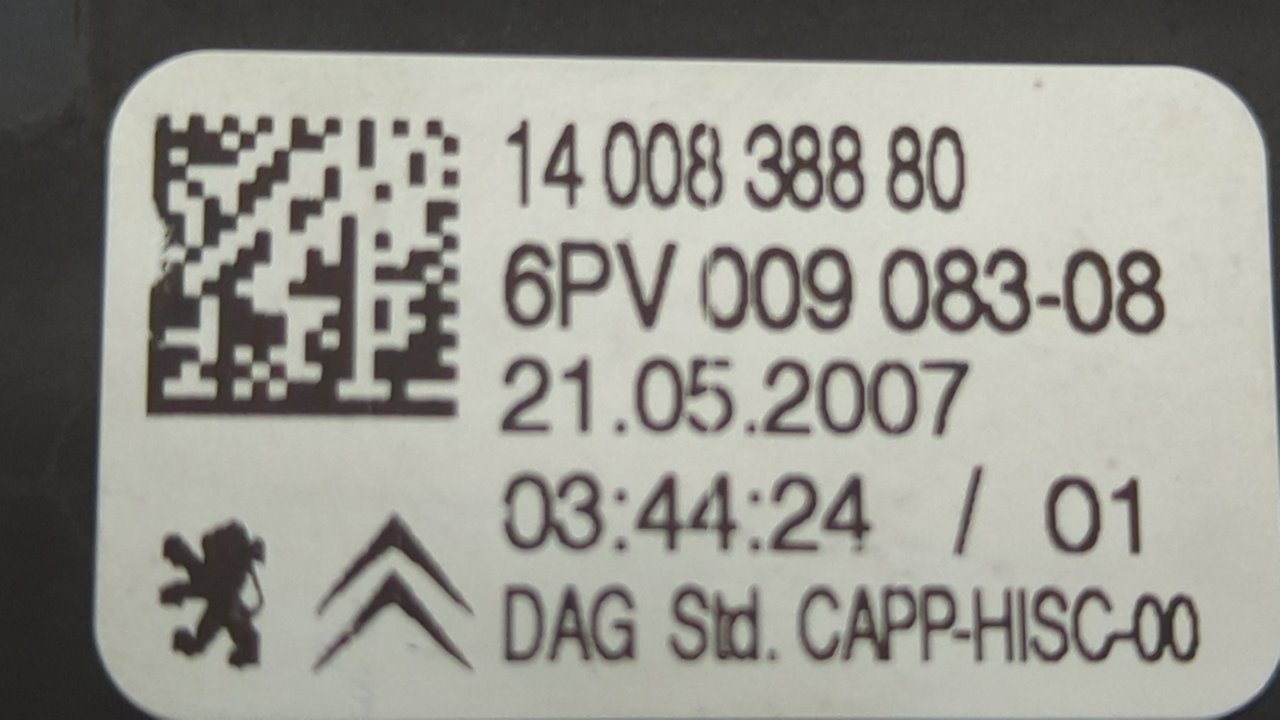 14 008 388 80
6PV 009 083-08
21.05.2007
03:44:24 / 01
DAG Std. CAPP-HISC-00